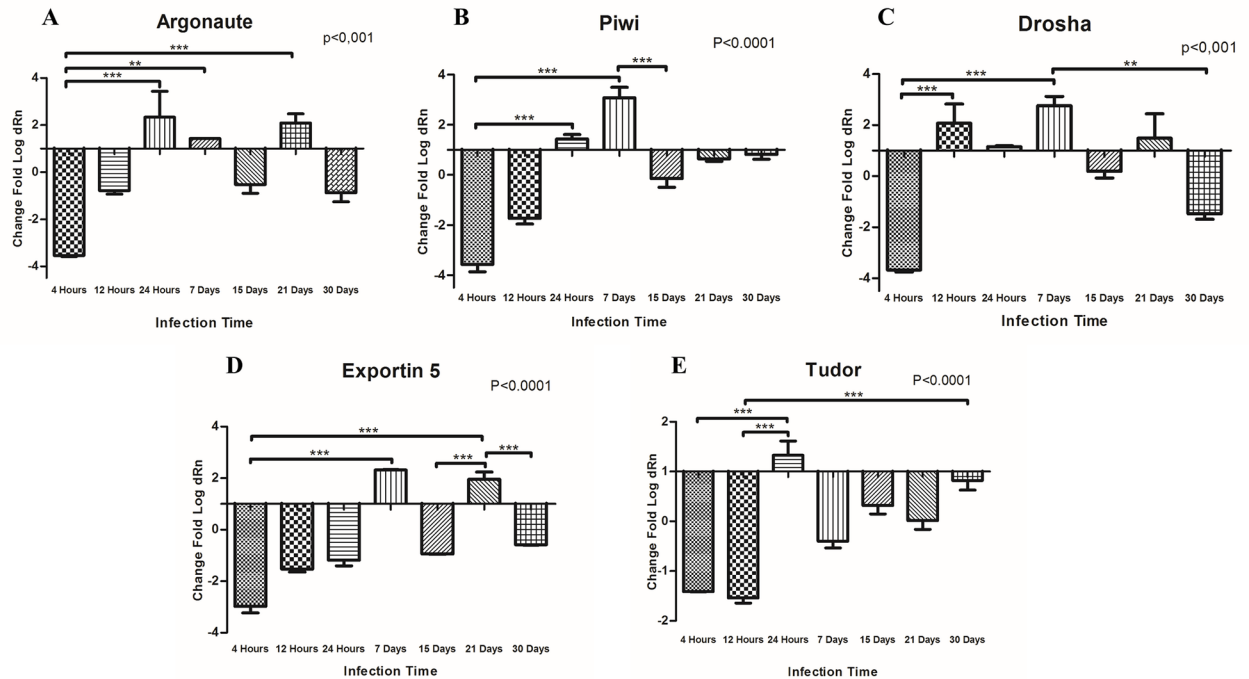 A
Argonaute
p<0,001
***
**
***
Change Fold Log dRn
4
2
0
-2
-4
4 Hours 12 Hours 24 Hours 7 Days 15 Days 21 Days 30 Days
Infection Time
B
Piwi
P<0.0001
***
***
***
Change Fold Log dRn
4
2
0
-2
-4
4 Hours 12 Hours 24 Hours 7 Days 15 Days 21 Days 30 Days
Infection Time
C
Drosha
p<0,001
***
**
***
Change Fold Log dRn
4
2
0
-2
-4
4 Hours 12 Hours 24 Hours 7 Days 15 Days 21 Days 30 Days
Infection Time
D
Exportin 5
P<0.0001
***
***
***
***
Change Fold Log dRn
4
2
0
-2
-4
4 Hours 12 Hours 24 Hours 7 Days 15 Days 21 Days 30 Days
Infection Time
E
Tudor
P<0.0001
***
***
***
Change Fold Log dRn
2
1
0
-1
-2
4 Hours 12 Hours 24 Hours 7 Days 15 Days 21 Days 30 Days
Infection Time